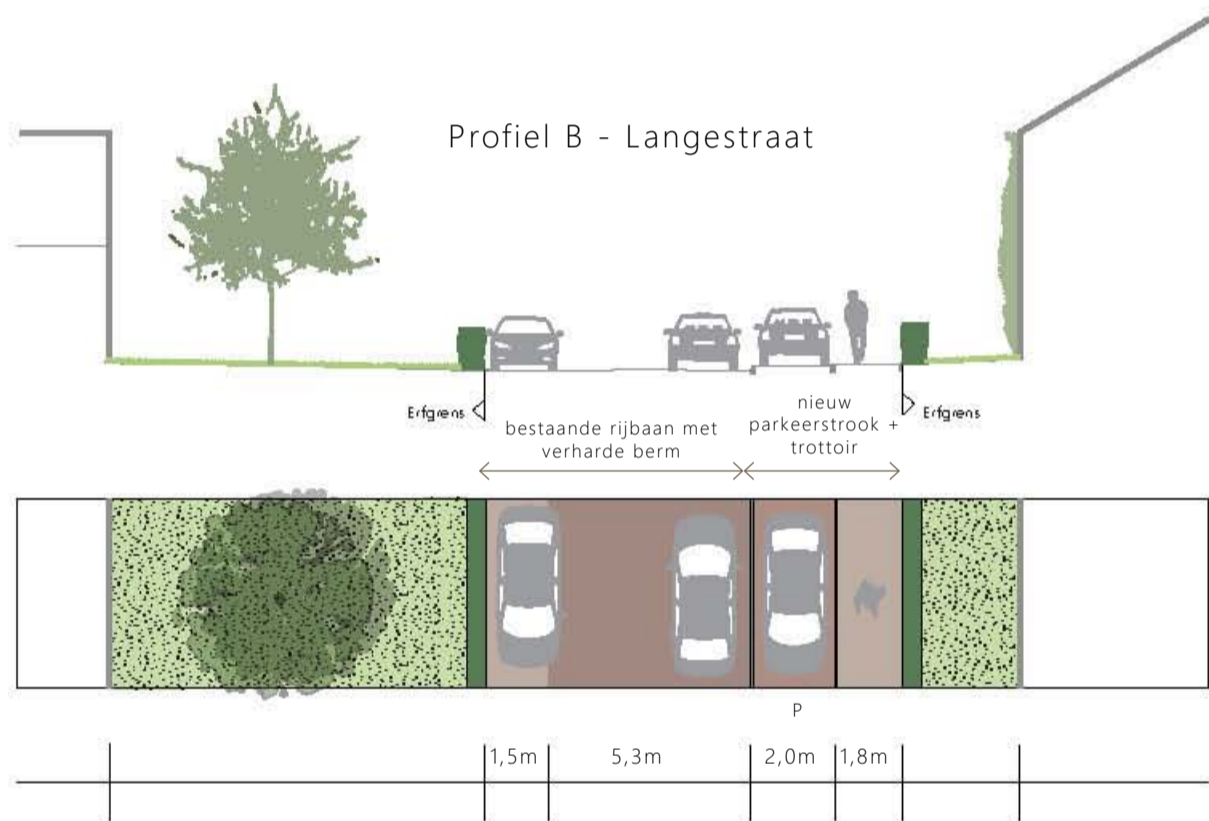 Profiel B - Langestraat
Erfgrens
bestaande rijbaan met
verharde berm
nieuw
parkeerstrook +
trottoir
Erfgrens
P
1,5m
5,3m
2,0m
1,8m